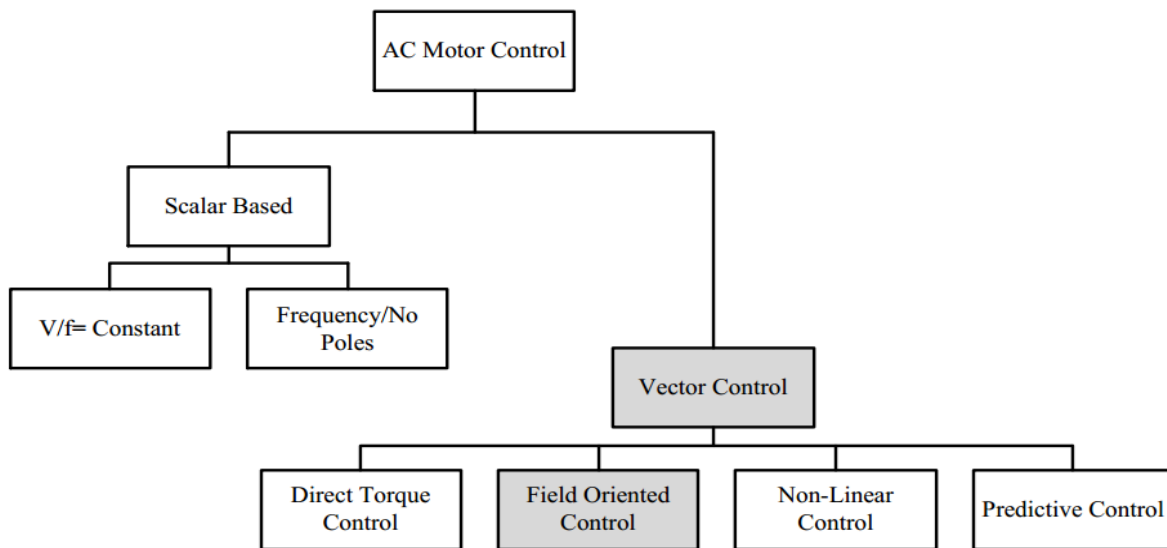 AC Motor Control
Scalar Based
V/f= Constant
Frequency/No
Poles
Vector Control
Direct Torque
Control
Field Oriented
Control
Non-Linear
Control
Predictive Control